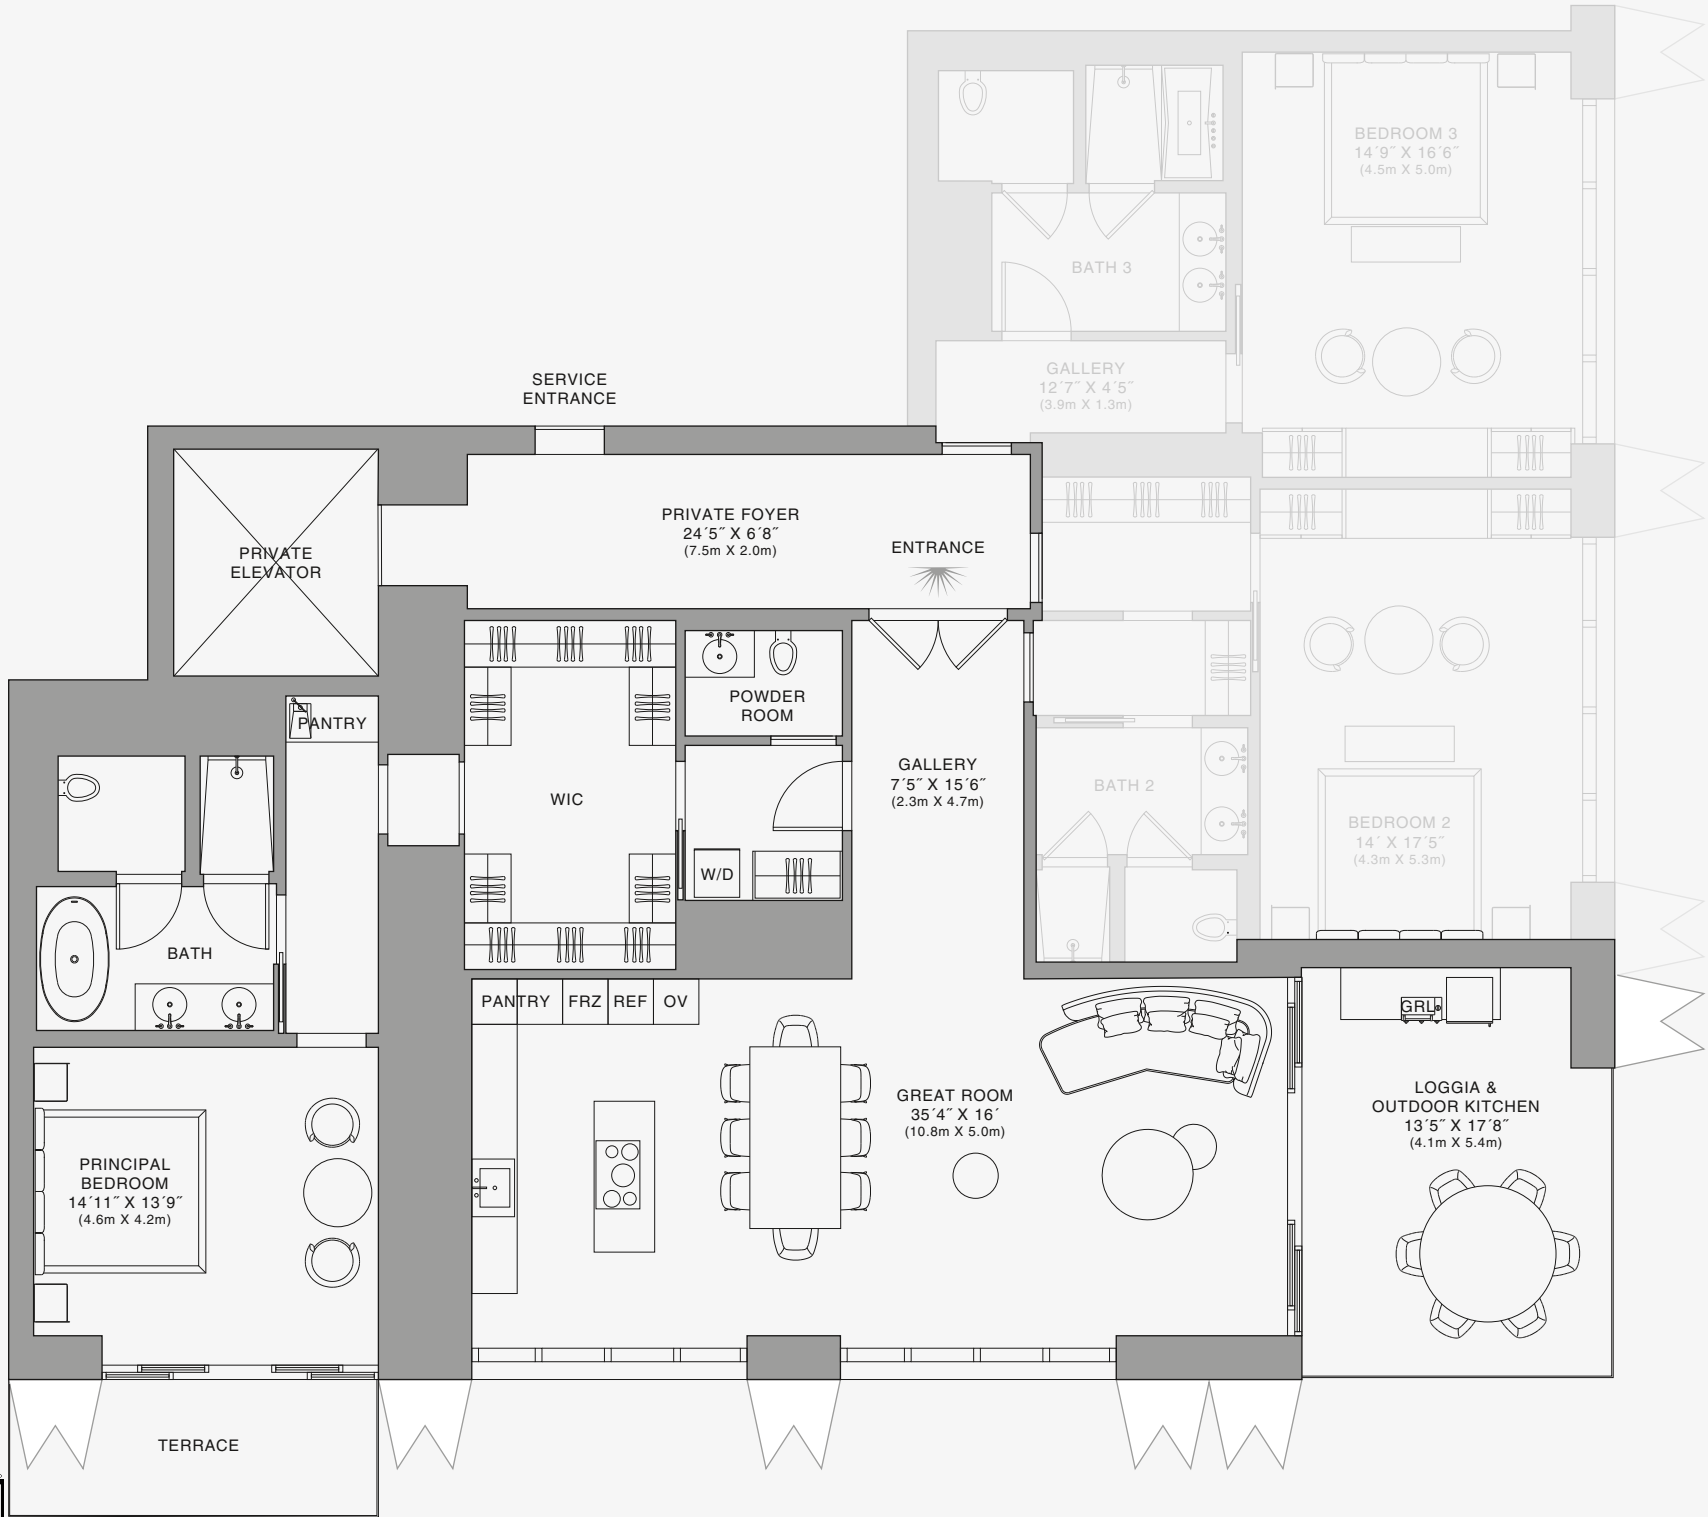 BEDROOM 3
14´9˝ X 16´6˝
(4.5m X 5.0m)
BATH 3
GALLERY
12´7˝ X 4´5˝
(3.9m X 1.3m)
SERVICE
ENTRANCE
PRIVATE FOYER
24´5˝ X 6´8˝
(7.5m X 2.0m)
ENTRANCE
PRIVATE
ELEVATOR
POWDER
ROOM
PANTRY
GALLERY
7´5˝ X 15´6˝
(2.3m X 4.7m)
WIC
BATH 2
BEDROOM 2
14´ X 17´5˝
(4.3m X 5.3m)
W/D
BATH
PANTRY
FRZ
REF
OV
GRL
GREAT ROOM
35´4˝ X 16´
(10.8m X 5.0m)
LOGGIA &
OUTDOOR KITCHEN
13´5˝ X 17´8˝
(4.1m X 5.4m)
PRINCIPAL
BEDROOM
14´11˝ X 13´9˝
(4.6m X 4.2m)
TERRACE